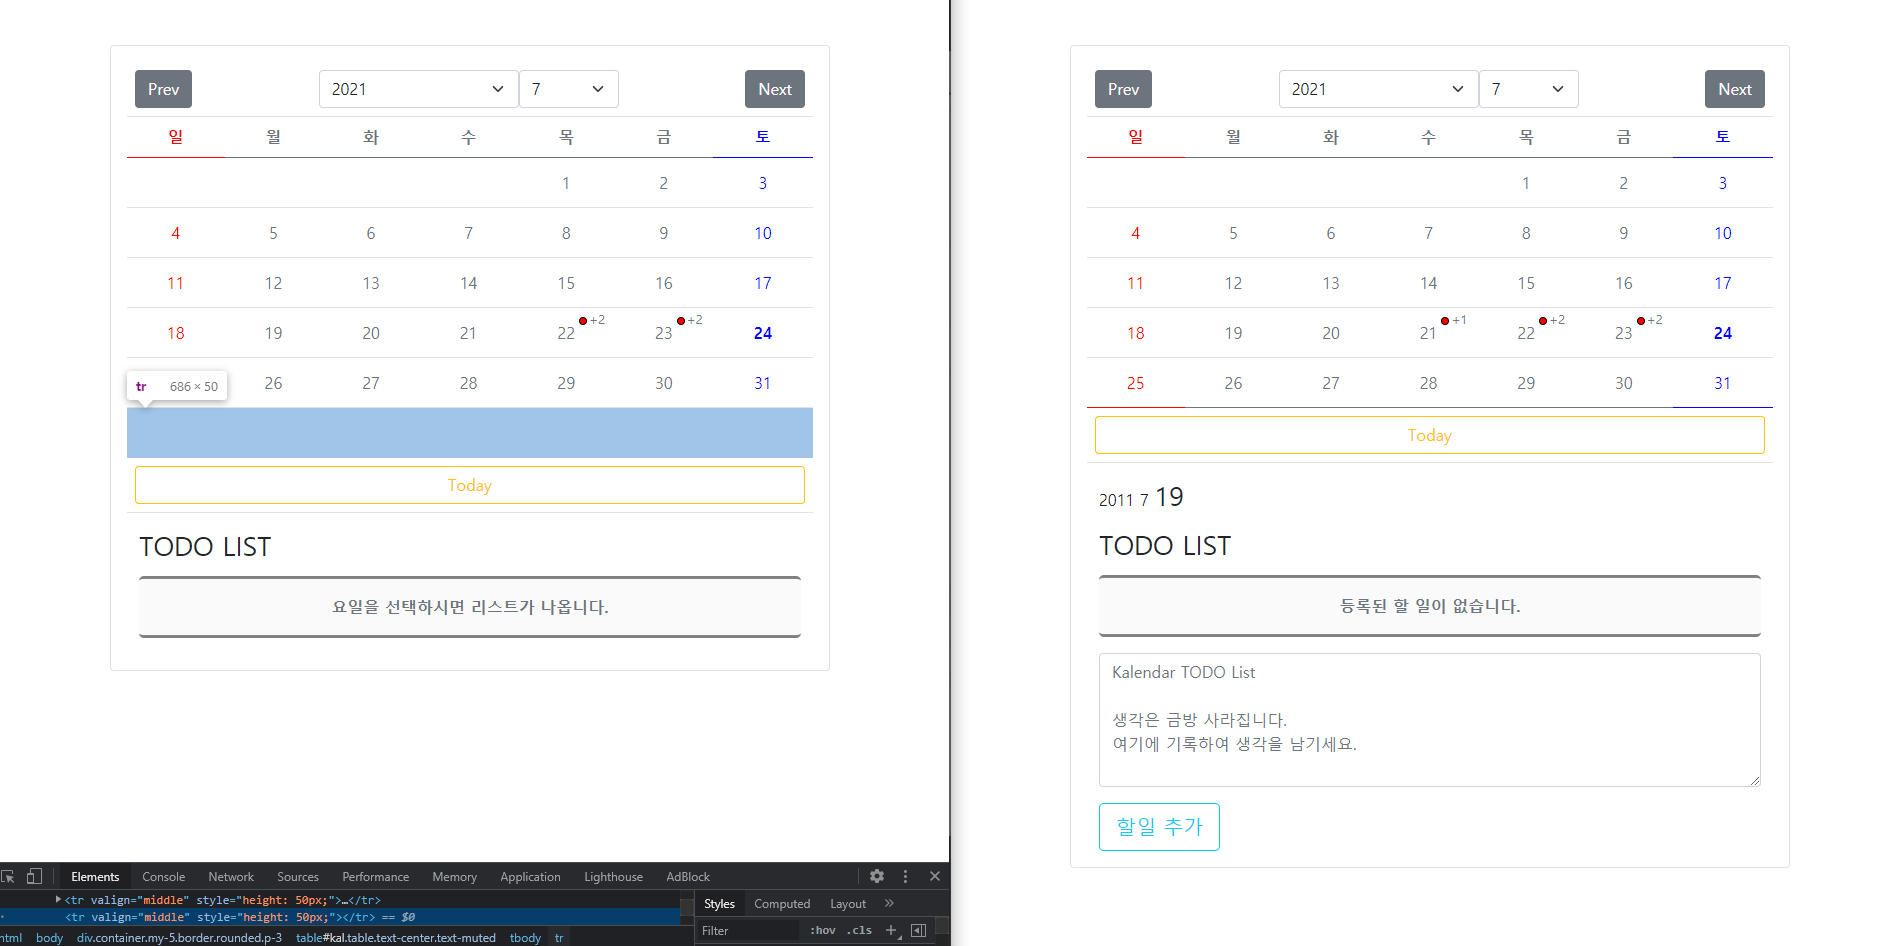 Prev 2021 7 Next
일 월 화 수 목 금 토
1 2 3
4 5 6 7 8 9 10
11 12 13 14 15 16 17
18 19 20 21 22 +2 23 +2 24
tr 686 × 50 26 27 28 29 30 31
Today
TODO LIST
요일을 선택하시면 리스트가 나옵니다.
Elements Console Network Sources Performance Memory Application Lighthouse AdBlock
<tr valign="middle" style="height: 50px;">…</tr>
<tr valign="middle" style="height: 50px;"></tr> == $0
html body div.container.my-5.border.rounded.p-3 table#kal.table.text-center.text-muted tbody tr
Styles Computed Layout »
Filter :hov .cls +
Prev 2021 7 Next
일 월 화 수 목 금 토
1 2 3
4 5 6 7 8 9 10
11 12 13 14 15 16 17
18 19 20 21 +1 22 +2 23 +2 24
25 26 27 28 29 30 31
Today
2011 7 19
TODO LIST
등록된 할 일이 없습니다.
Kalendar TODO List
생각은 금방 사라집니다.
여기에 기록하여 생각을 남기세요.
할일 추가